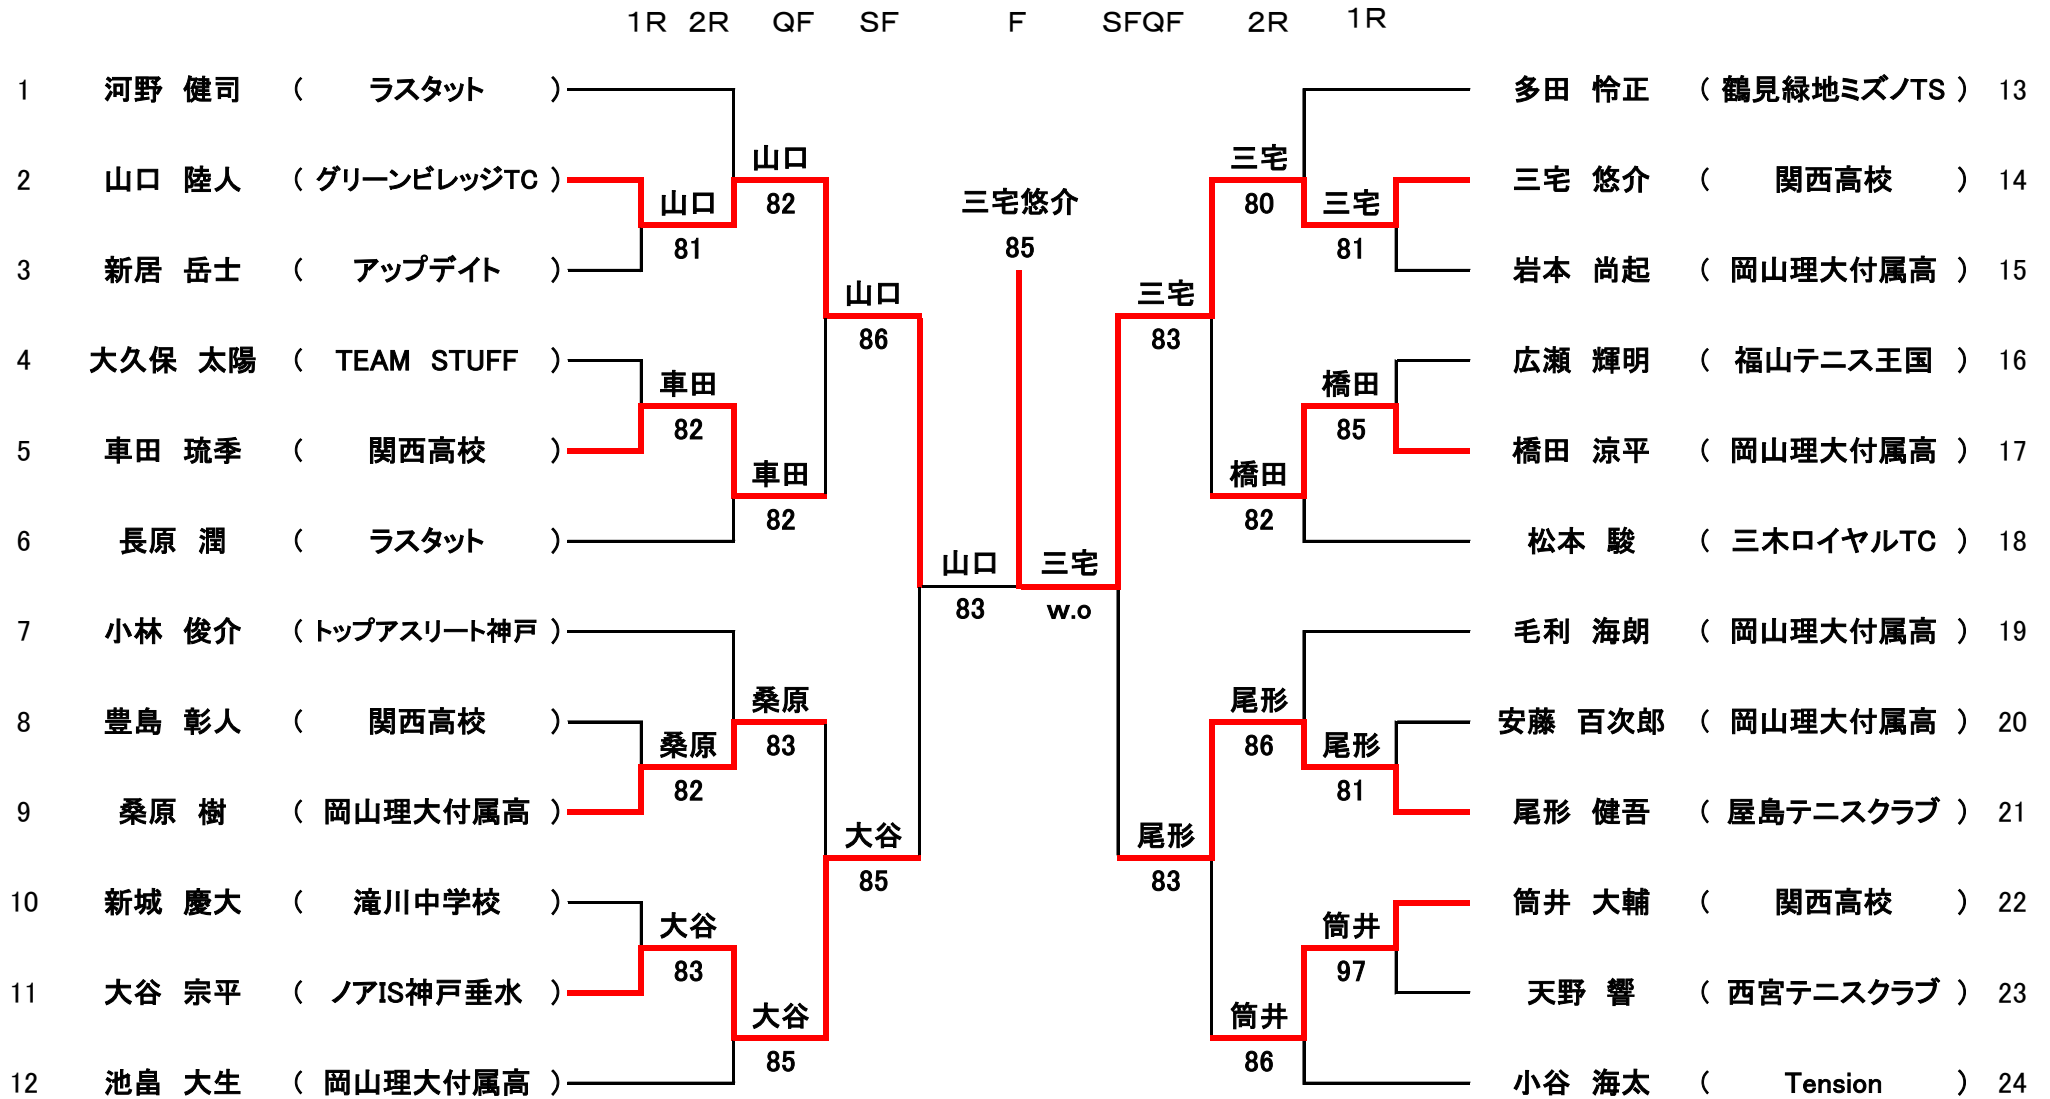 1R 2R QF SF F SFQF 2R 1R
1 河野 健司 ( ラスタット ) 多田 怜正 ( 鶴見緑地ミズノTS ) 13
山口 三宅
2 山口 陸人 ( グリーンビレッジTC ) 82 80 三宅 悠介 ( 関西高校 ) 14
山口 三宅悠介 三宅
81 85 81
3 新居 岳士 ( アップデイト ) 岩本 尚起 ( 岡山理大付属高 ) 15
山口 三宅
86 83
4 大久保 太陽 ( TEAM STUFF ) 広瀬 輝明 ( 福山テニス王国 ) 16
車田 橋田
82 85
5 車田 琉季 ( 関西高校 ) 橋田 涼平 ( 岡山理大付属高 ) 17
車田 橋田
82 82
6 長原 潤 ( ラスタット ) 松本 駿 ( 三木ロイヤルTC ) 18
山口 三宅
83 w.o
7 小林 俊介 ( トップアスリート神戸 ) 毛利 海朗 ( 岡山理大付属高 ) 19
桑原 尾形
8 豊島 彰人 ( 関西高校 ) 83 86 安藤 百次郎 ( 岡山理大付属高 ) 20
桑原 尾形
82 81
9 桑原 樹 ( 岡山理大付属高 ) 尾形 健吾 ( 屋島テニスクラブ ) 21
大谷 尾形
85 83
10 新城 慶大 ( 滝川中学校 ) 筒井 大輔 ( 関西高校 ) 22
大谷 筒井
83 97
11 大谷 宗平 ( ノアIS神戸垂水 ) 天野 響 ( 西宮テニスクラブ ) 23
大谷 筒井
85 86
12 池畠 大生 ( 岡山理大付属高 ) 小谷 海太 ( Tension ) 24